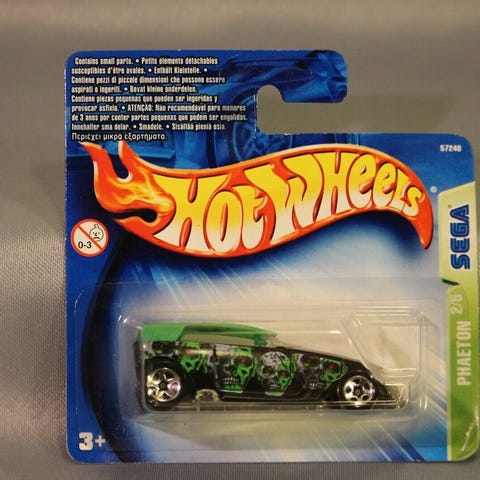 Contains small parts. • Petits éléments détachables
susceptibles d'être avales. • Enthält Kleinteile. •
Contiene pezzi di piccole dimensioni che possono essere
aspirati o ingeriti. • Bevat kleine onderdelen.
Contiene piezas pequenas que pueden ser ingeridas y
provocar asfixia. • ATENÇAO: Não recomendável para menores
de 3 anos por conter partes pequenas que podem ser engolidas.
Innehaller sma delar. • Smadele. • Sisältää pieniä osia.
Περιέχει μικρά εξαρτήματα.
57240
HOT WHEELS
®
0-3
SEGA
PHAETON 2/5
3+